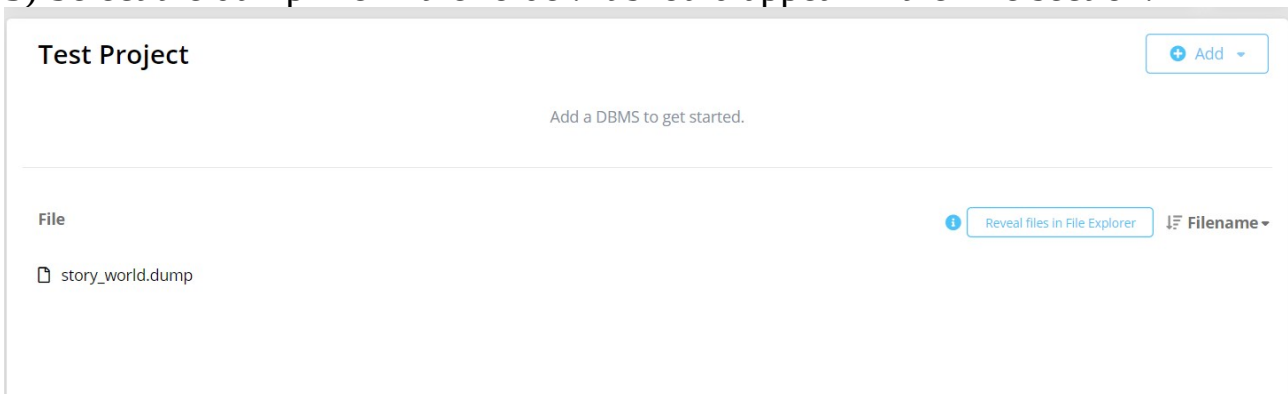 Test Project
Add
Add a DBMS to get started.
File
Reveal files in File Explorer
Filename
story_world.dump